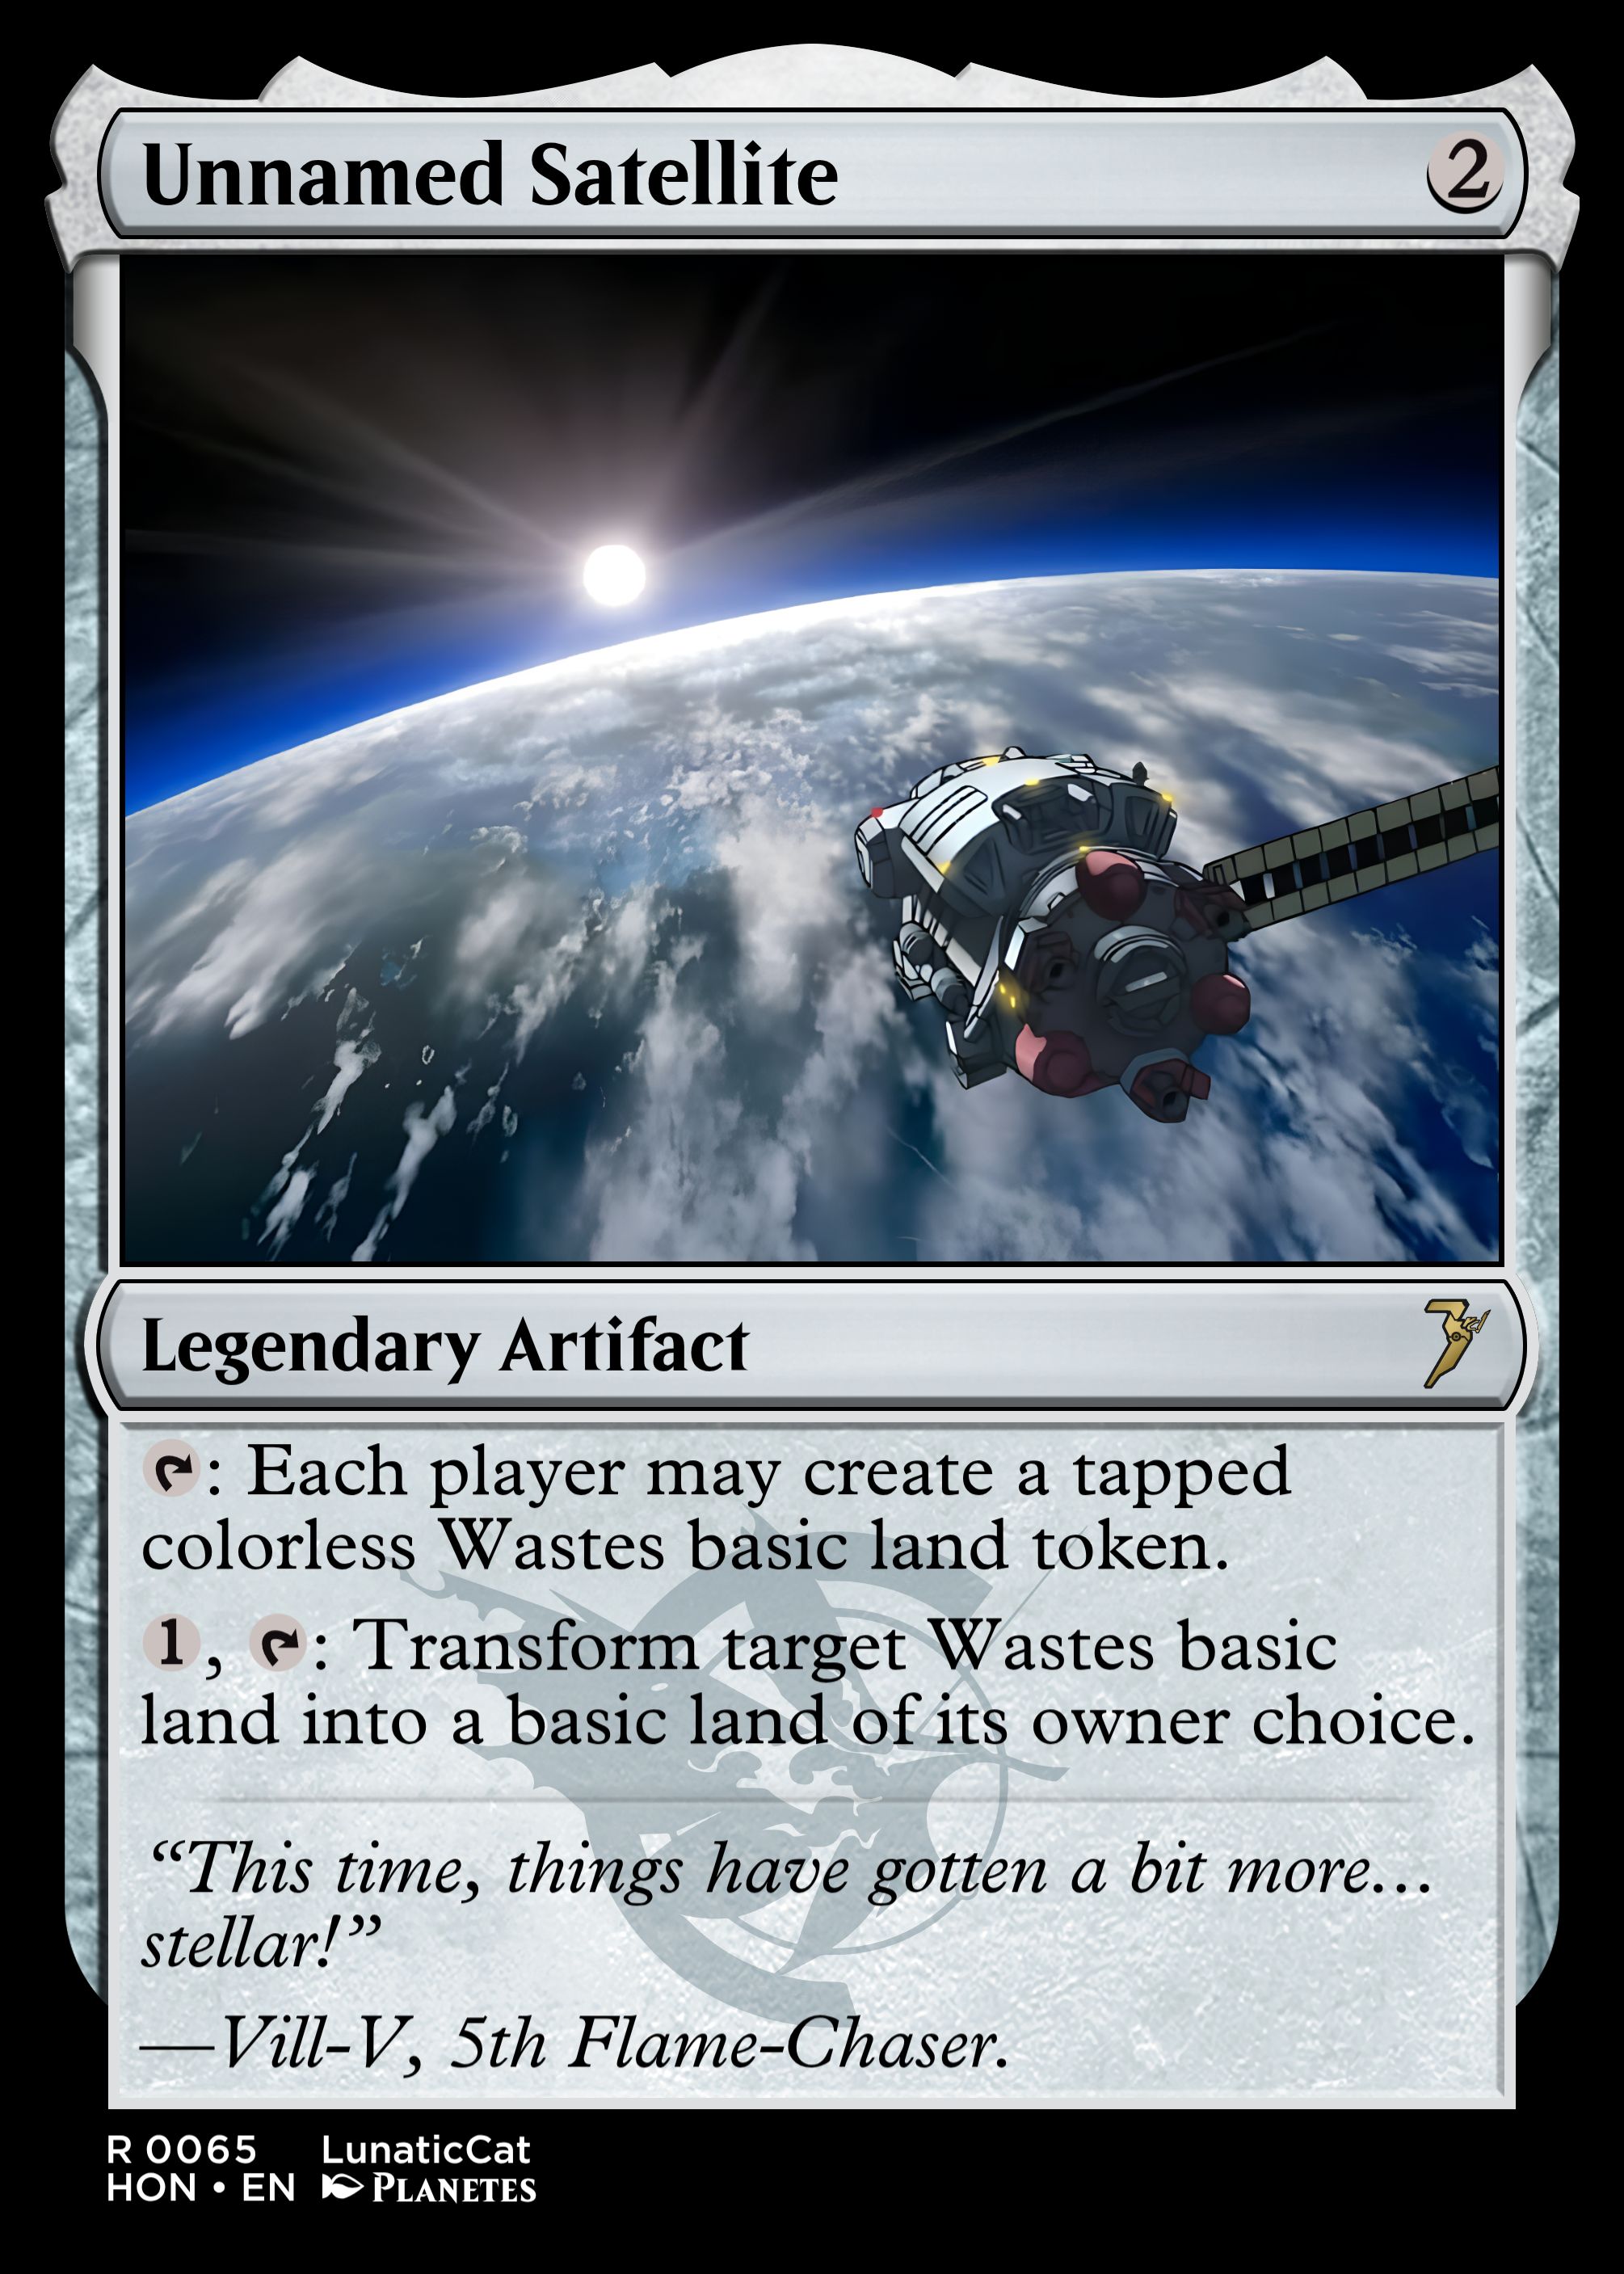 Unnamed Satellite
2
Legendary Artifact
: Each player may create a tapped
colorless Wastes basic land token.
1, : Transform target Wastes basic
land into a basic land of its owner choice.
“This time, things have gotten a bit more…
stellar!”
—Vill-V, 5th Flame-Chaser.
R 0065 LunaticCat
HON • EN PLANETES